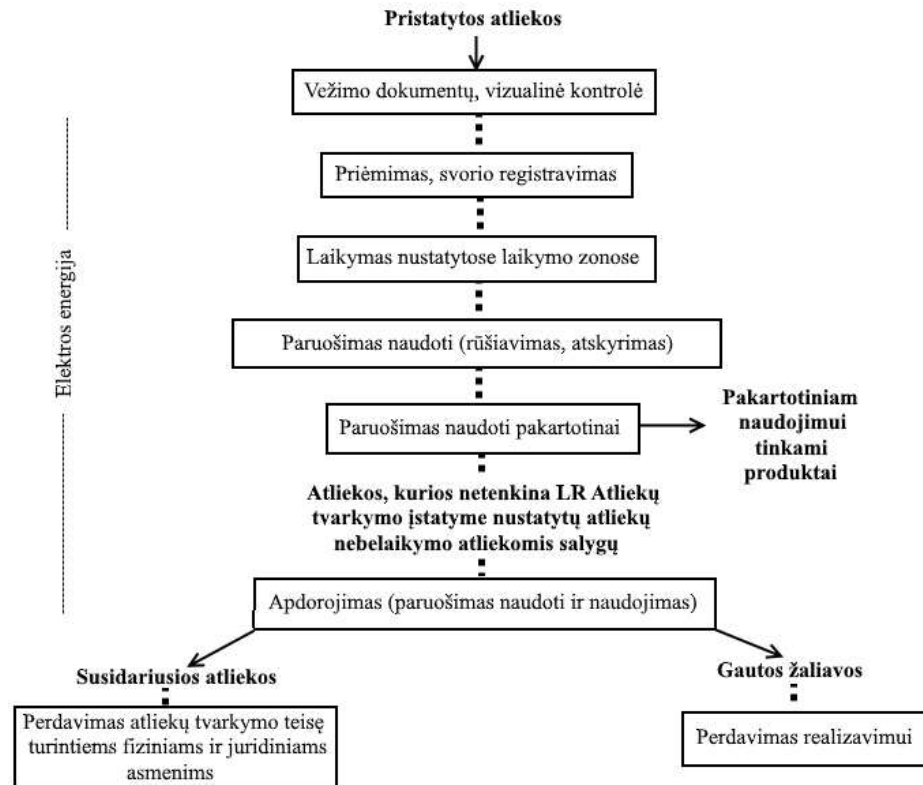 Pristatytos atliekos
Vežimo dokumentų, vizualinė kontrolė
Priėmimas, svorio registravimas
Laikymas nustatytose laikymo zonose
Elektros energija
Paruošimas naudoti (rūšiavimas, atskyrimas)
Paruošimas naudoti pakartotinai
Pakartotiniam
naudojimui
tinkami
produktai
Atliekos, kurios netenkina LR Atliekų
tvarkymo įstatyme nustatytų atliekų
nebelaikymo atliekomis salygų
Apdorojimas (paruošimas naudoti ir naudojimas)
Susidariusios atliekos
Gautos žaliavos
Perdavimas atliekų tvarkymo teisę
turintiems fiziniams ir juridiniams
asmenims
Perdavimas realizavimui